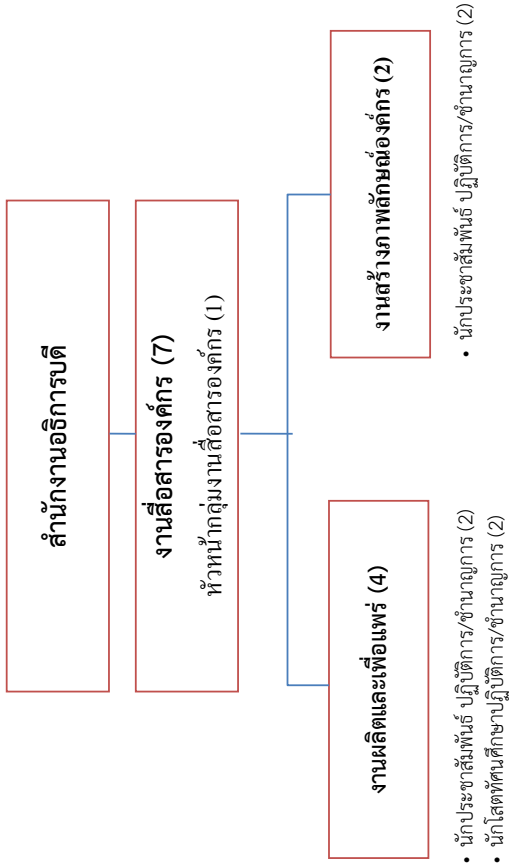 สำนักงานอธิการบดี
งานสื่อสารองค์กร (7)
หัวหน้ากลุ่มงานสื่อสารองค์กร (1)
งานผลิตและเพื่อแพร่ (4)
• นักประชาสัมพันธ์ ปฏิบัติการ/ชำนาญการ (2)
• นักโสตทัศนศึกษาปฏิบัติการ/ชำนาญการ (2)
งานสร้างภาพลักษณ์องค์กร (2)
• นักประชาสัมพันธ์ ปฏิบัติการ/ชำนาญการ (2)